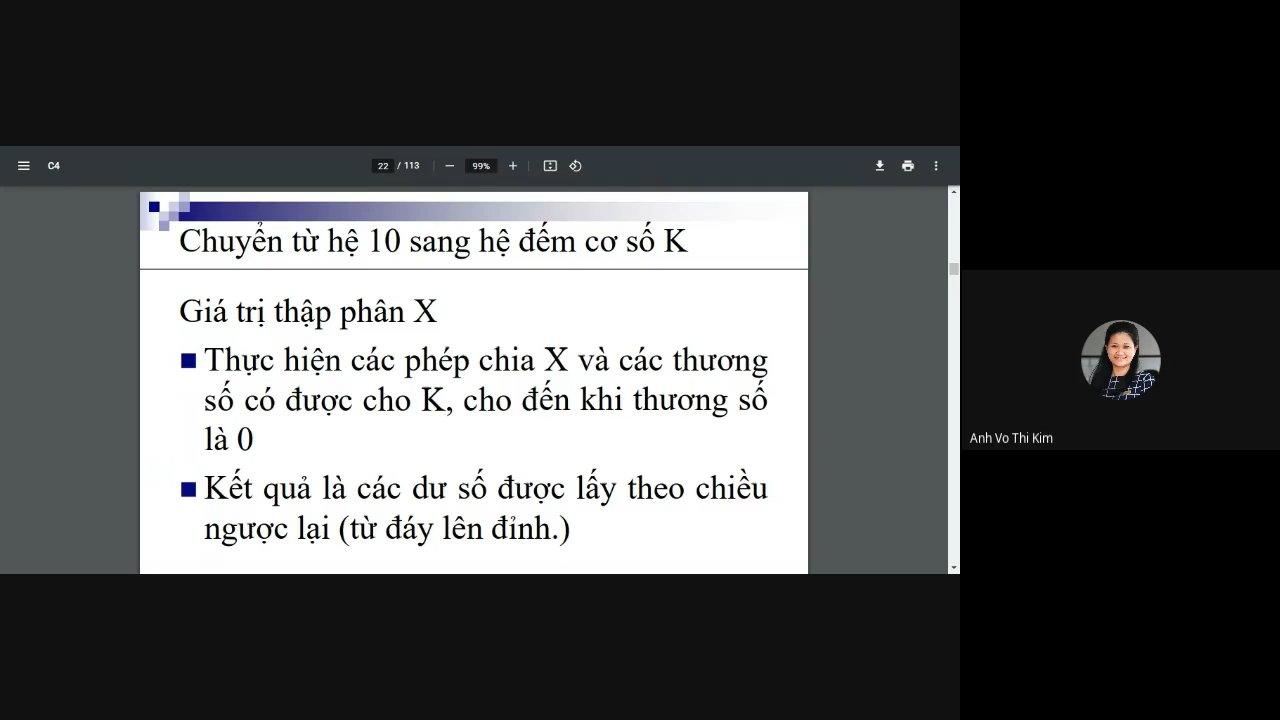 C4
22 / 113
99%
Chuyển từ hệ 10 sang hệ đếm cơ số K
Giá trị thập phân X
Thực hiện các phép chia X và các thương
số có được cho K, cho đến khi thương số
là 0
Kết quả là các dư số được lấy theo chiều
ngược lại (từ đáy lên đỉnh.)
Anh Vo Thi Kim